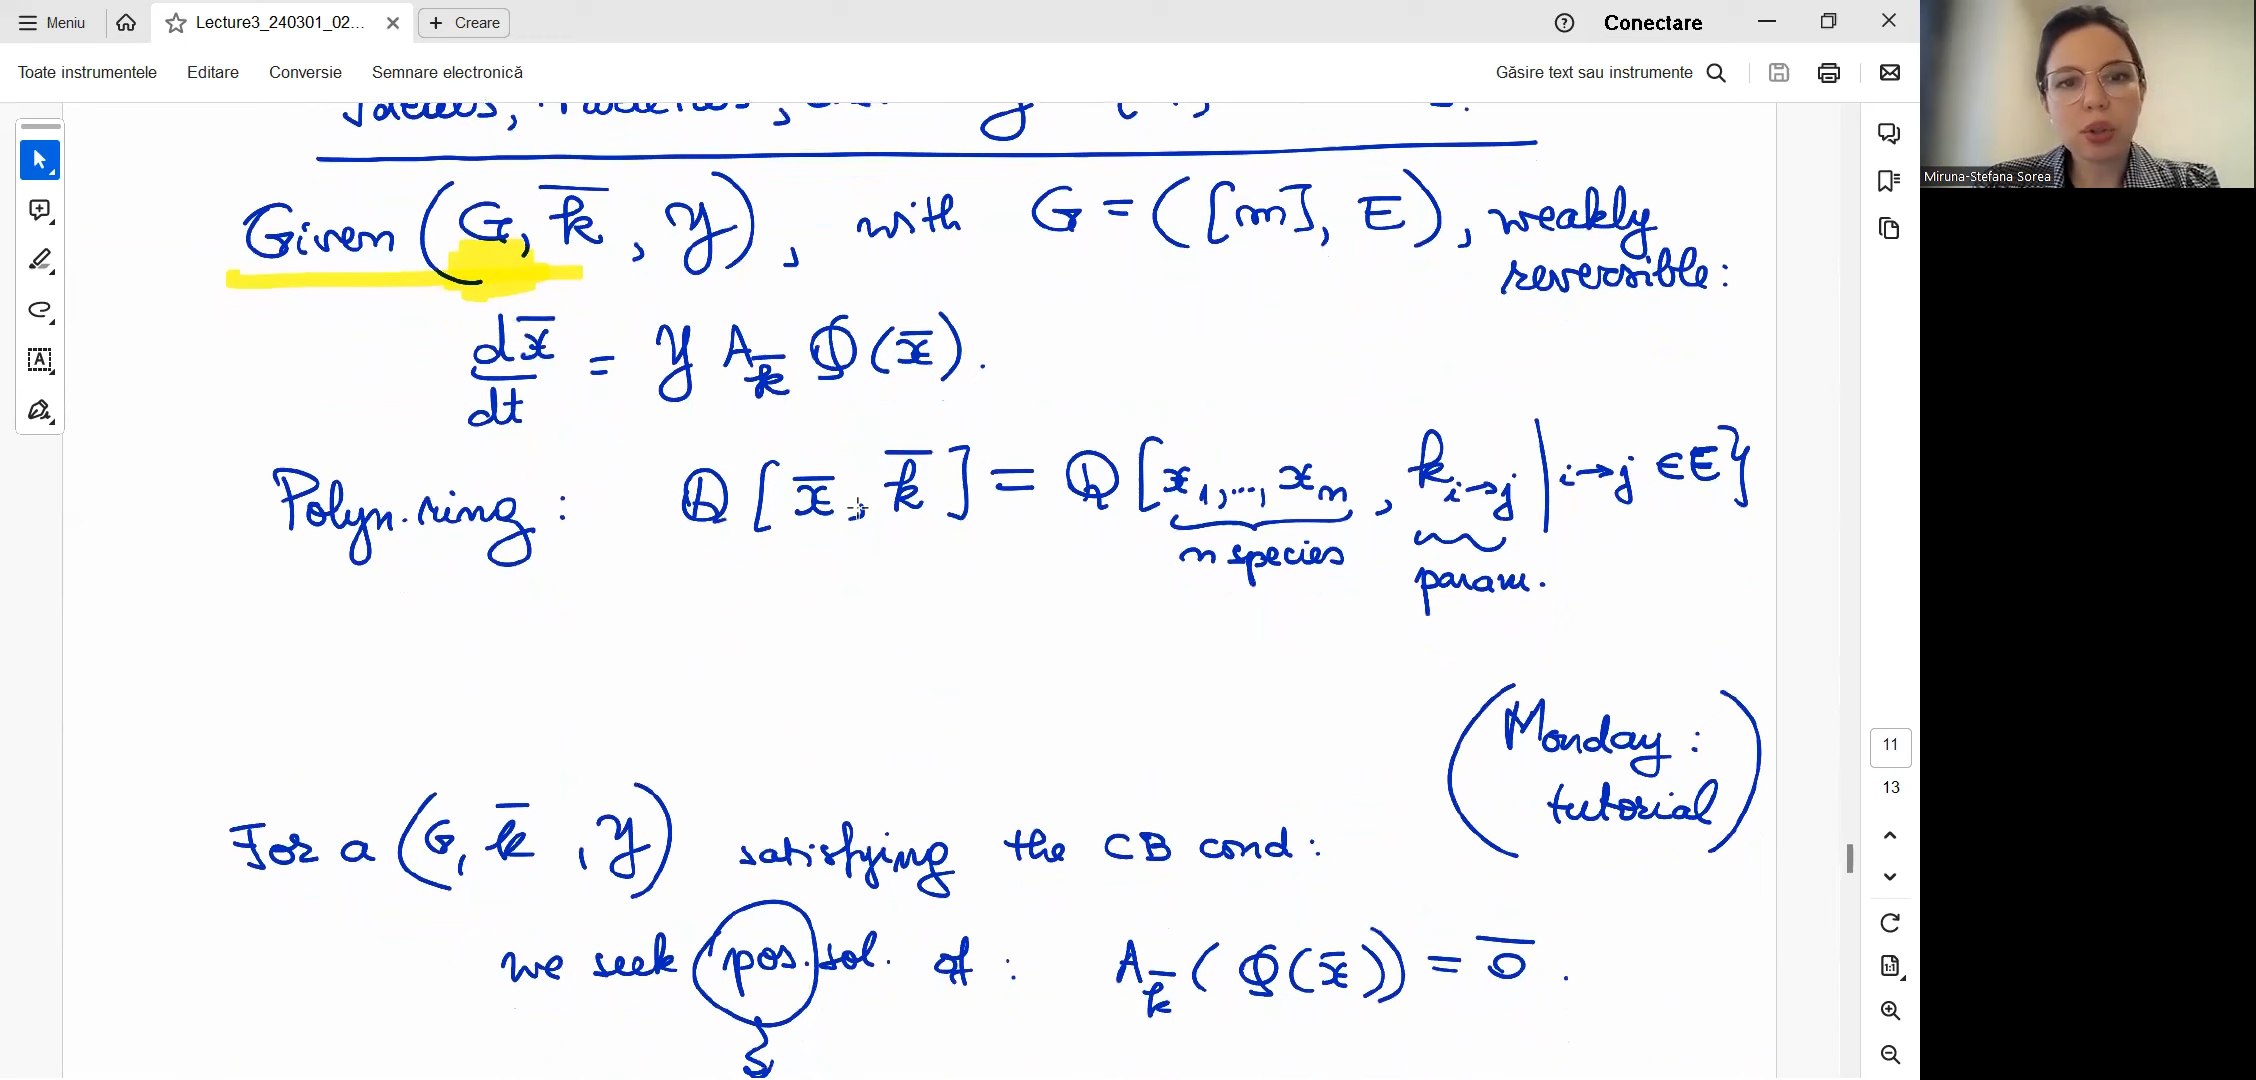 Meniu
Lecture3_240301_02...
Creare
Conectare
Toate instrumentele Editare Conversie Semnare electronică
Găsire text sau instrumente
Miruna-Stefana Sorea
Given (G, k̅, Y), with G = ([m], E), weakly
reversible:
dx̅/dt = Y A_k̅ Φ(x̅).
Polyn. ring: ℚ[x̅, k̅] = ℚ[x₁,..., xₙ, k_{i→j} | i→j ∈ E}
n species
param.
(Monday:
tutorial)
For a (G, k̅, Y) satisfying the CB cond:
we seek pos. sol. of: A_k̅(Φ(x̅)) = 0̅.
11
13